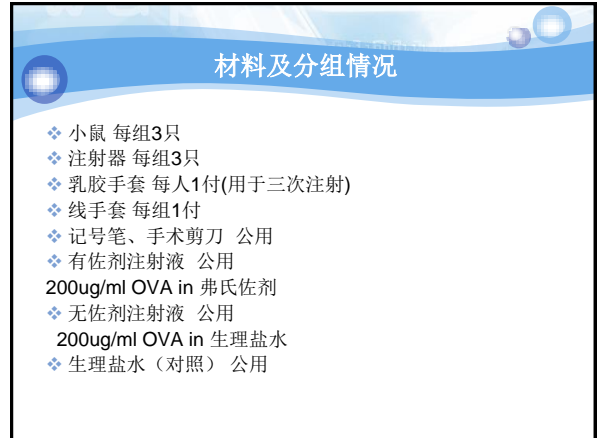 材料及分组情况
小鼠 每组3只
注射器 每组3只
乳胶手套 每人1付(用于三次注射)
线手套 每组1付
记号笔、手术剪刀 公用
有佐剂注射液 公用
200ug/ml OVA in 弗氏佐剂
无佐剂注射液 公用
200ug/ml OVA in 生理盐水
生理盐水（对照） 公用